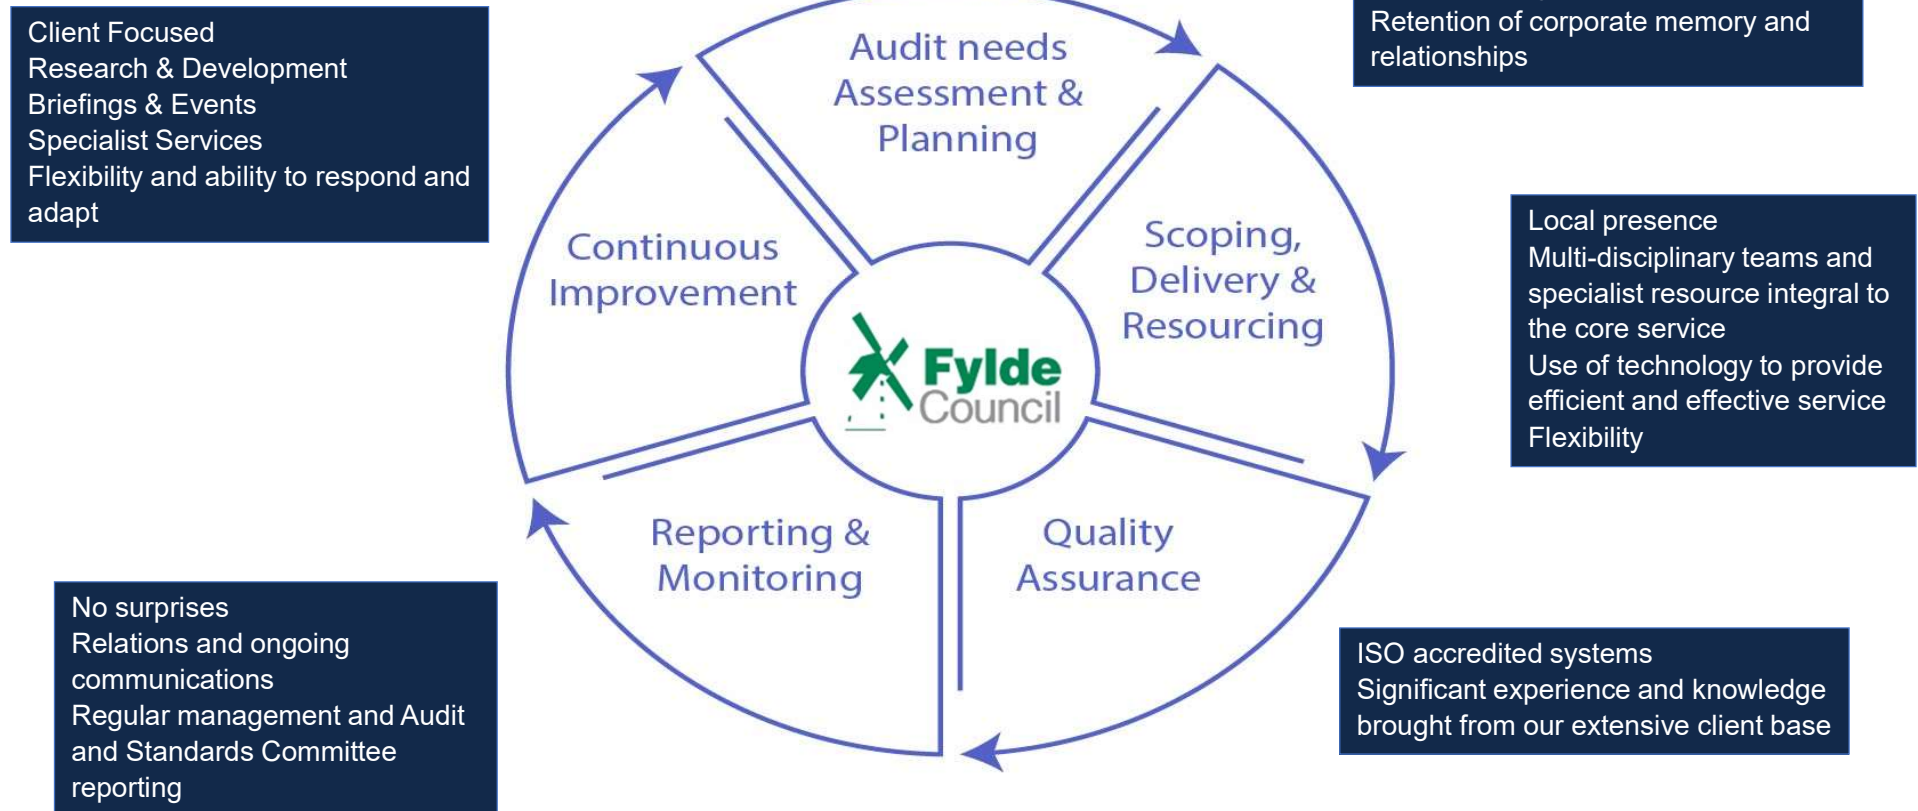 Client Focused
Research & Development
Briefings & Events
Specialist Services
Flexibility and ability to respond and
adapt
Audit needs
Assessment &
Planning
Retention of corporate memory and
relationships
Continuous
Improvement
Scoping,
Delivery &
Resourcing
Local presence
Multi-disciplinary teams and
specialist resource integral to
the core service
Use of technology to provide
efficient and effective service
Flexibility
Fylde
Council
Reporting &
Monitoring
Quality
Assurance
No surprises
Relations and ongoing
communications
Regular management and Audit
and Standards Committee
reporting
ISO accredited systems
Significant experience and knowledge
brought from our extensive client base